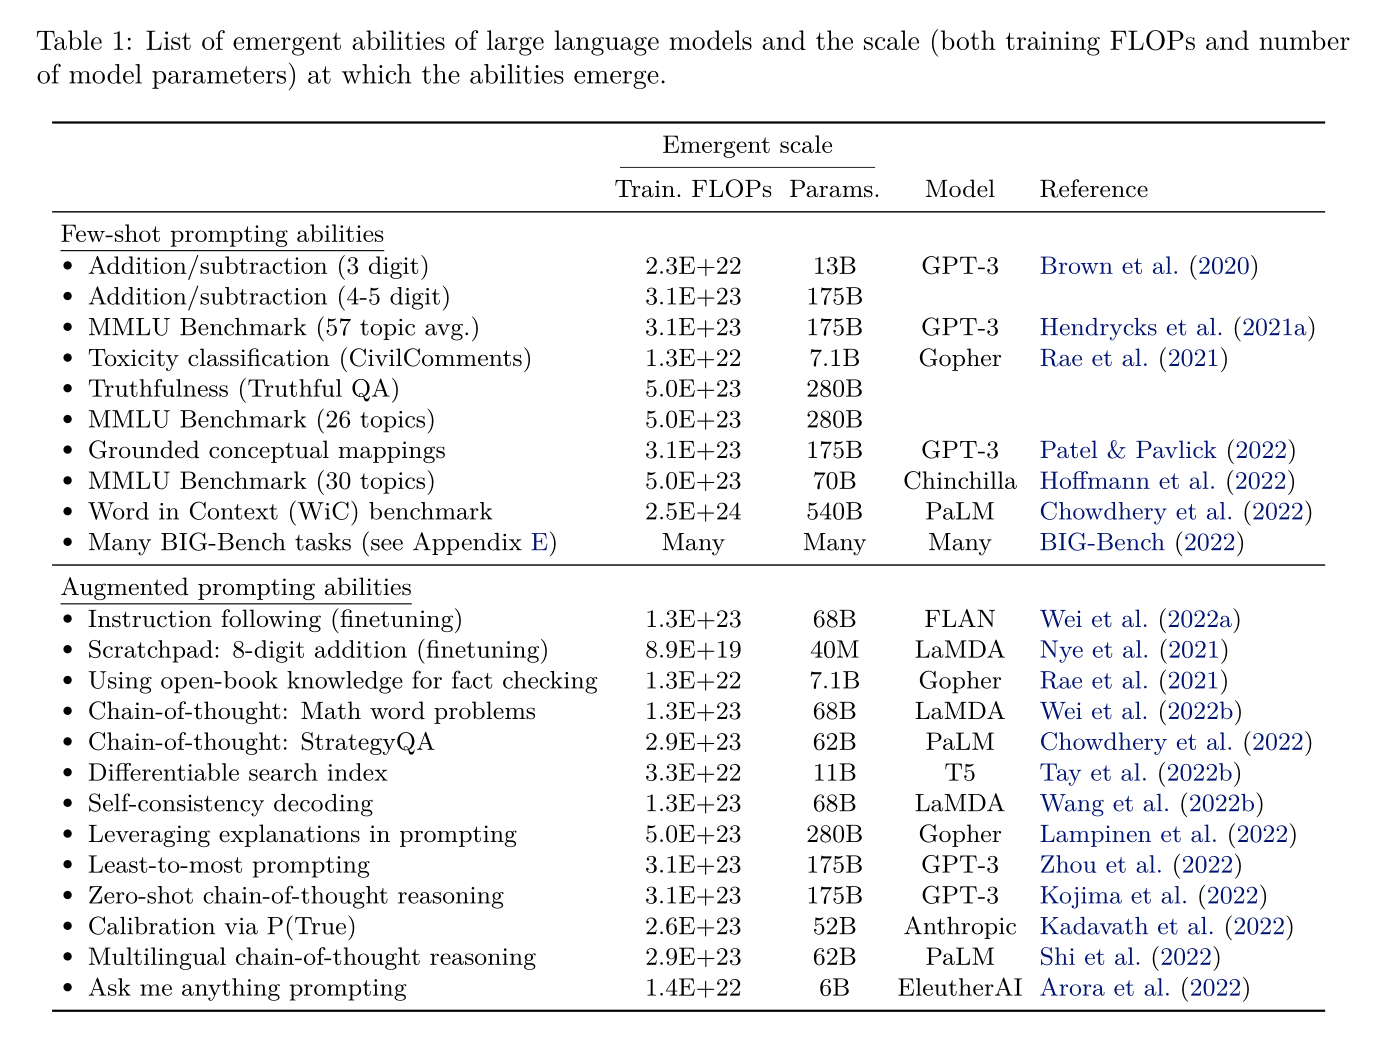 Table 1: List of emergent abilities of large language models and the scale (both training FLOPs and number
of model parameters) at which the abilities emerge.
Emergent scale
Train. FLOPs Params. Model Reference
Few-shot prompting abilities
• Addition/subtraction (3 digit) 2.3E+22 13B GPT-3 Brown et al. (2020)
• Addition/subtraction (4-5 digit) 3.1E+23 175B
• MMLU Benchmark (57 topic avg.) 3.1E+23 175B GPT-3 Hendrycks et al. (2021a)
• Toxicity classification (CivilComments) 1.3E+22 7.1B Gopher Rae et al. (2021)
• Truthfulness (Truthful QA) 5.0E+23 280B
• MMLU Benchmark (26 topics) 5.0E+23 280B
• Grounded conceptual mappings 3.1E+23 175B GPT-3 Patel & Pavlick (2022)
• MMLU Benchmark (30 topics) 5.0E+23 70B Chinchilla Hoffmann et al. (2022)
• Word in Context (WiC) benchmark 2.5E+24 540B PaLM Chowdhery et al. (2022)
• Many BIG-Bench tasks (see Appendix E) Many Many Many BIG-Bench (2022)
Augmented prompting abilities
• Instruction following (finetuning) 1.3E+23 68B FLAN Wei et al. (2022a)
• Scratchpad: 8-digit addition (finetuning) 8.9E+19 40M LaMDA Nye et al. (2021)
• Using open-book knowledge for fact checking 1.3E+22 7.1B Gopher Rae et al. (2021)
• Chain-of-thought: Math word problems 1.3E+23 68B LaMDA Wei et al. (2022b)
• Chain-of-thought: StrategyQA 2.9E+23 62B PaLM Chowdhery et al. (2022)
• Differentiable search index 3.3E+22 11B T5 Tay et al. (2022b)
• Self-consistency decoding 1.3E+23 68B LaMDA Wang et al. (2022b)
• Leveraging explanations in prompting 5.0E+23 280B Gopher Lampinen et al. (2022)
• Least-to-most prompting 3.1E+23 175B GPT-3 Zhou et al. (2022)
• Zero-shot chain-of-thought reasoning 3.1E+23 175B GPT-3 Kojima et al. (2022)
• Calibration via P(True) 2.6E+23 52B Anthropic Kadavath et al. (2022)
• Multilingual chain-of-thought reasoning 2.9E+23 62B PaLM Shi et al. (2022)
• Ask me anything prompting 1.4E+22 6B EleutherAI Arora et al. (2022)